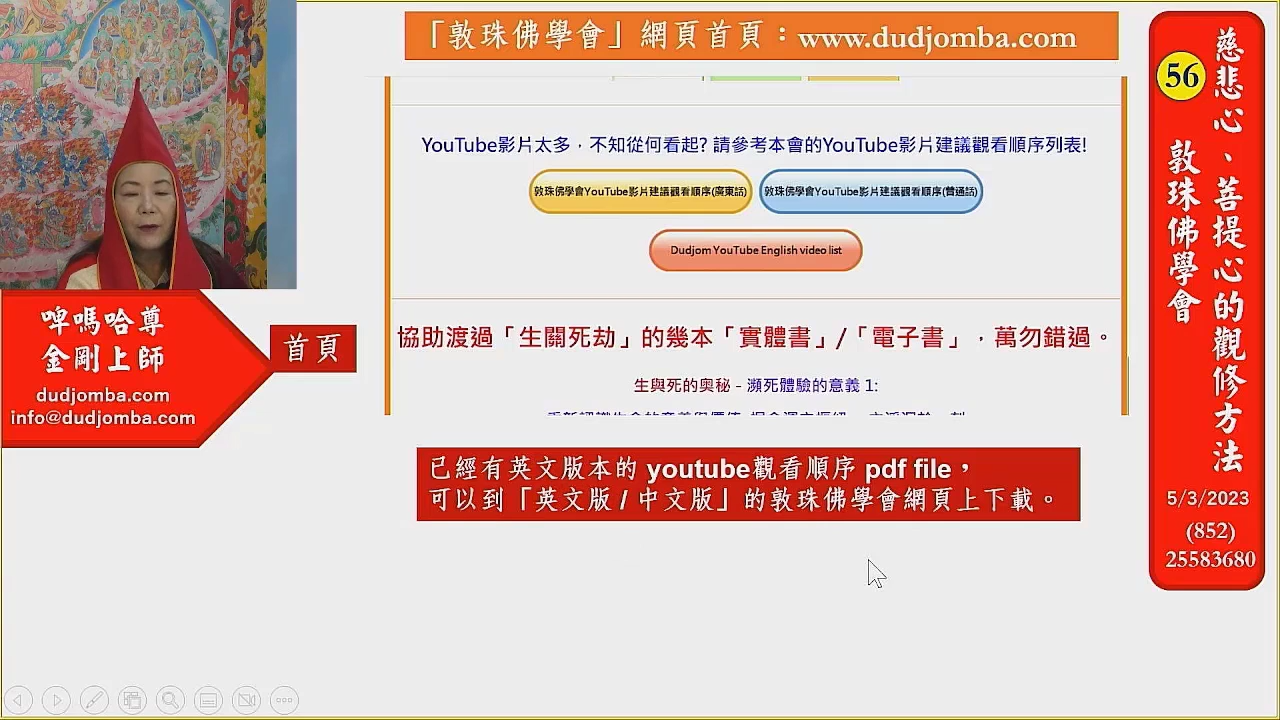 「敦珠佛學會」網頁首頁：www.dudjomba.com
YouTube影片太多，不知從何看起? 請參考本會的YouTube影片建議觀看順序列表!
敦珠佛學會YouTube影片建議觀看順序(廣東話)
敦珠佛學會YouTube影片建議觀看順序(普通話)
Dudjom YouTube English video list
協助渡過「生關死劫」的幾本「實體書」/「電子書」，萬勿錯過。
生與死的奧秘 – 瀕死體驗的意義 1:
已經有英文版本的 youtube觀看順序 pdf file，
可以到「英文版 / 中文版」的敦珠佛學會網頁上下載。
首頁
啤嗎哈尊
金剛上師
dudjomba.com
info@dudjomba.com
慈悲心、菩提心的觀修方法
56
敦珠佛學會
5/3/2023
(852)
25583680